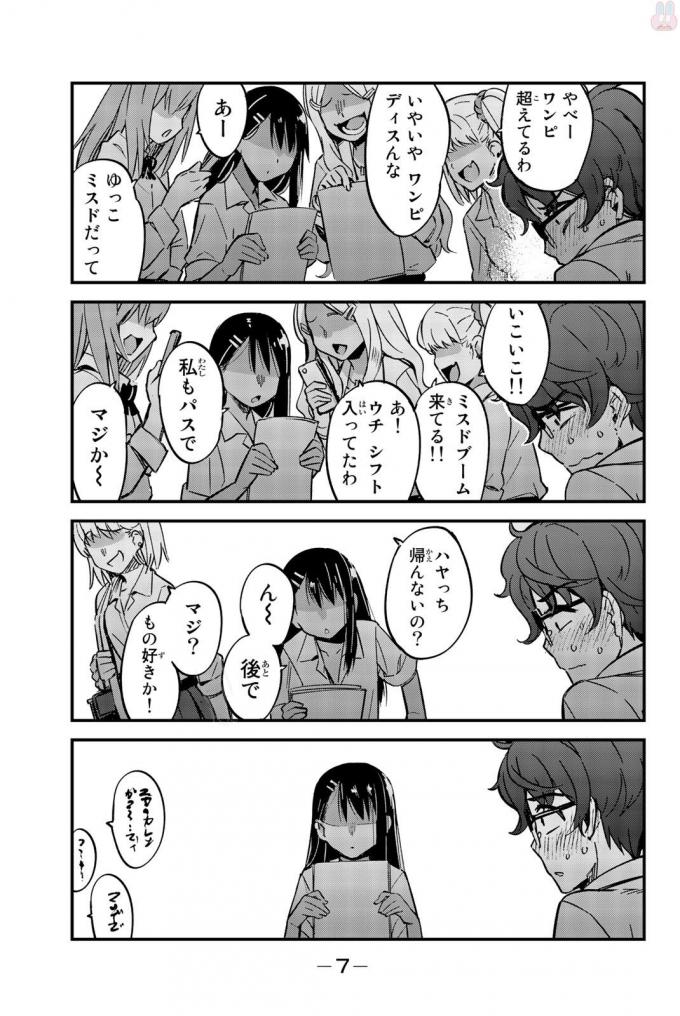 やべー
ワンピ
超えてるわ
いやいや ワンピ
ディスんな
あー
ゆっこ
ミスドだって
いこいこ!!
ミスドブーム
来てる!!
あ!
ウチ シフト
入ってたわ
私もパスで
マジか〜
ハヤっち
帰んないの?
ん〜
後で
マジ?
もの好きか!
—7—